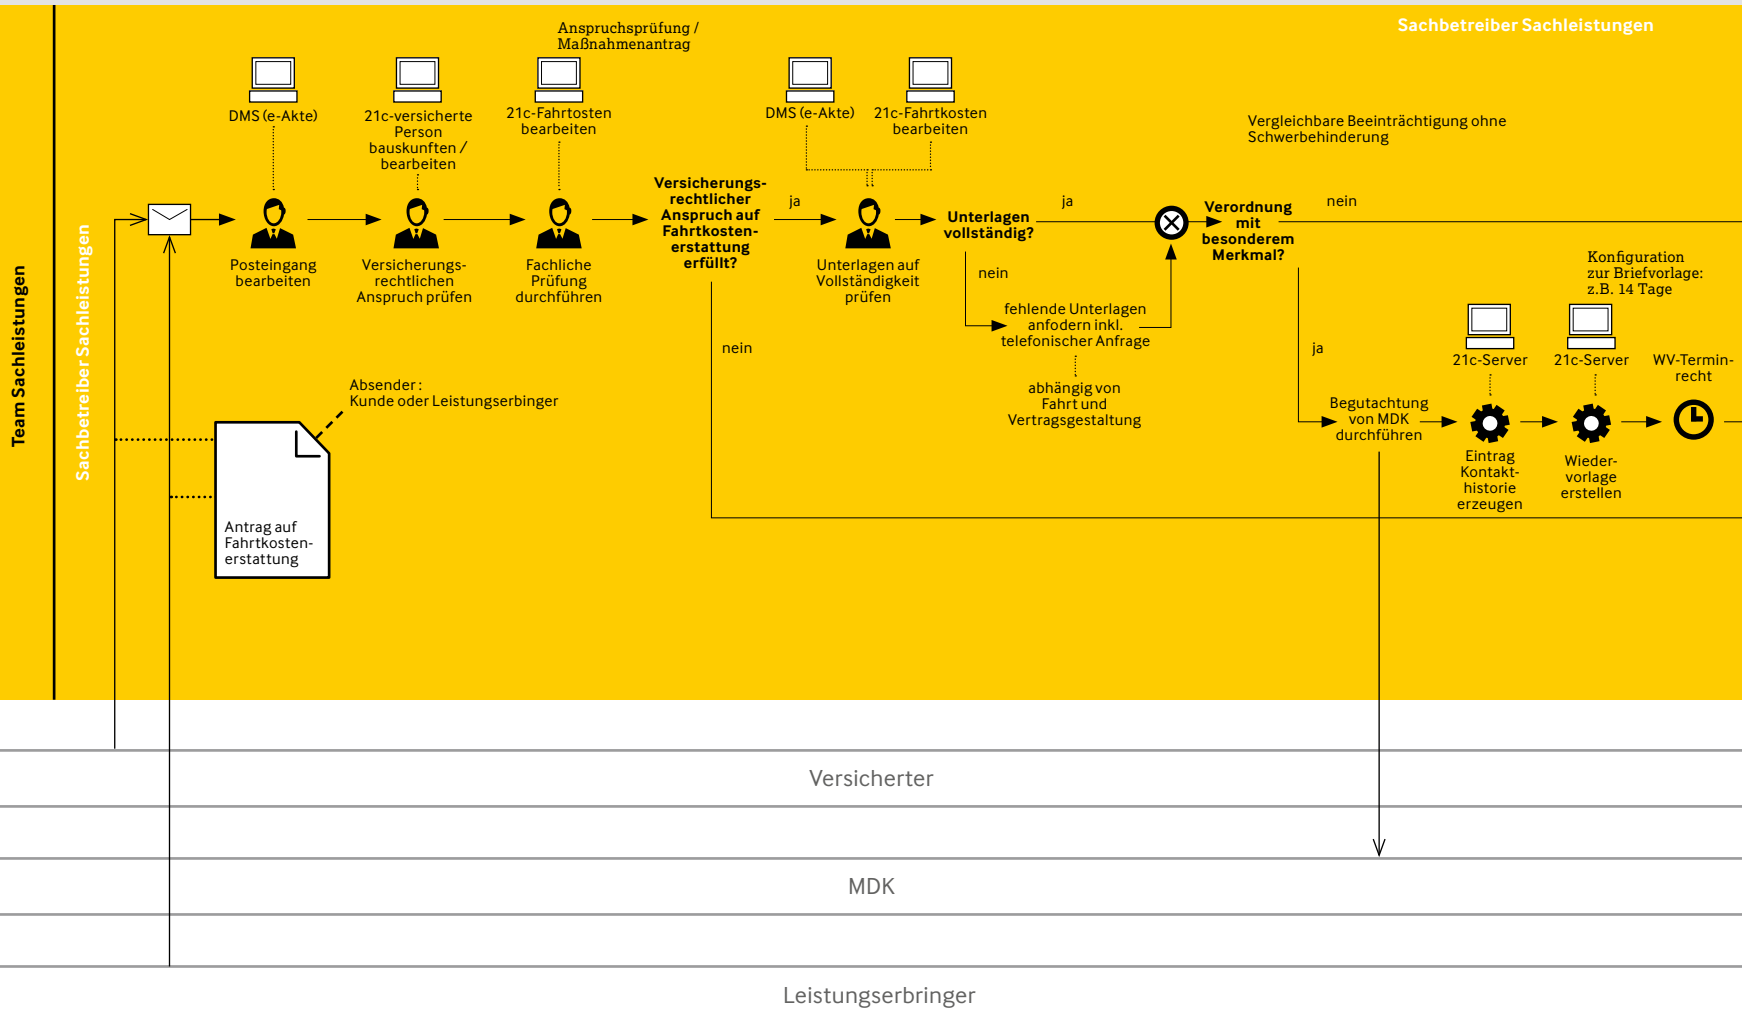 Sachbetreiber Sachleistungen
Anspruchsprüfung /
Maßnahmenantrag
DMS (e-Akte)
21c-versicherte
Person
bauskunften /
bearbeiten
21c-Fahrtosten
bearbeiten
DMS (e-Akte)
21c-Fahrtkosten
bearbeiten
Vergleichbare Beeinträchtigung ohne
Schwerbehinderung
Team Sachleistungen
Sachbetreiber Sachleistungen
Posteingang
bearbeiten
Versicherungs-
rechtlichen
Anspruch prüfen
Fachliche
Prüfung
durchführen
Versicherungs-
rechtlicher
Anspruch auf
Fahrtkosten-
erstattung
erfüllt?
ja
nein
Unterlagen auf
Vollständigkeit
prüfen
Unterlagen
vollständig?
ja
nein
fehlende Unterlagen
anfodern inkl.
telefonischer Anfrage
abhängig von
Fahrt und
Vertragsgestaltung
Verordnung
mit
besonderem
Merkmal?
nein
ja
Begutachtung
von MDK
durchführen
Konfiguration
zur Briefvorlage:
z.B. 14 Tage
21c-Server
21c-Server
WV-Termin-
recht
Eintrag
Kontakt-
historie
erzeugen
Wieder-
vorlage
erstellen
Absender :
Kunde oder Leistungserbinger
Antrag auf
Fahrtkosten-
erstattung
Versicherter
MDK
Leistungserbringer